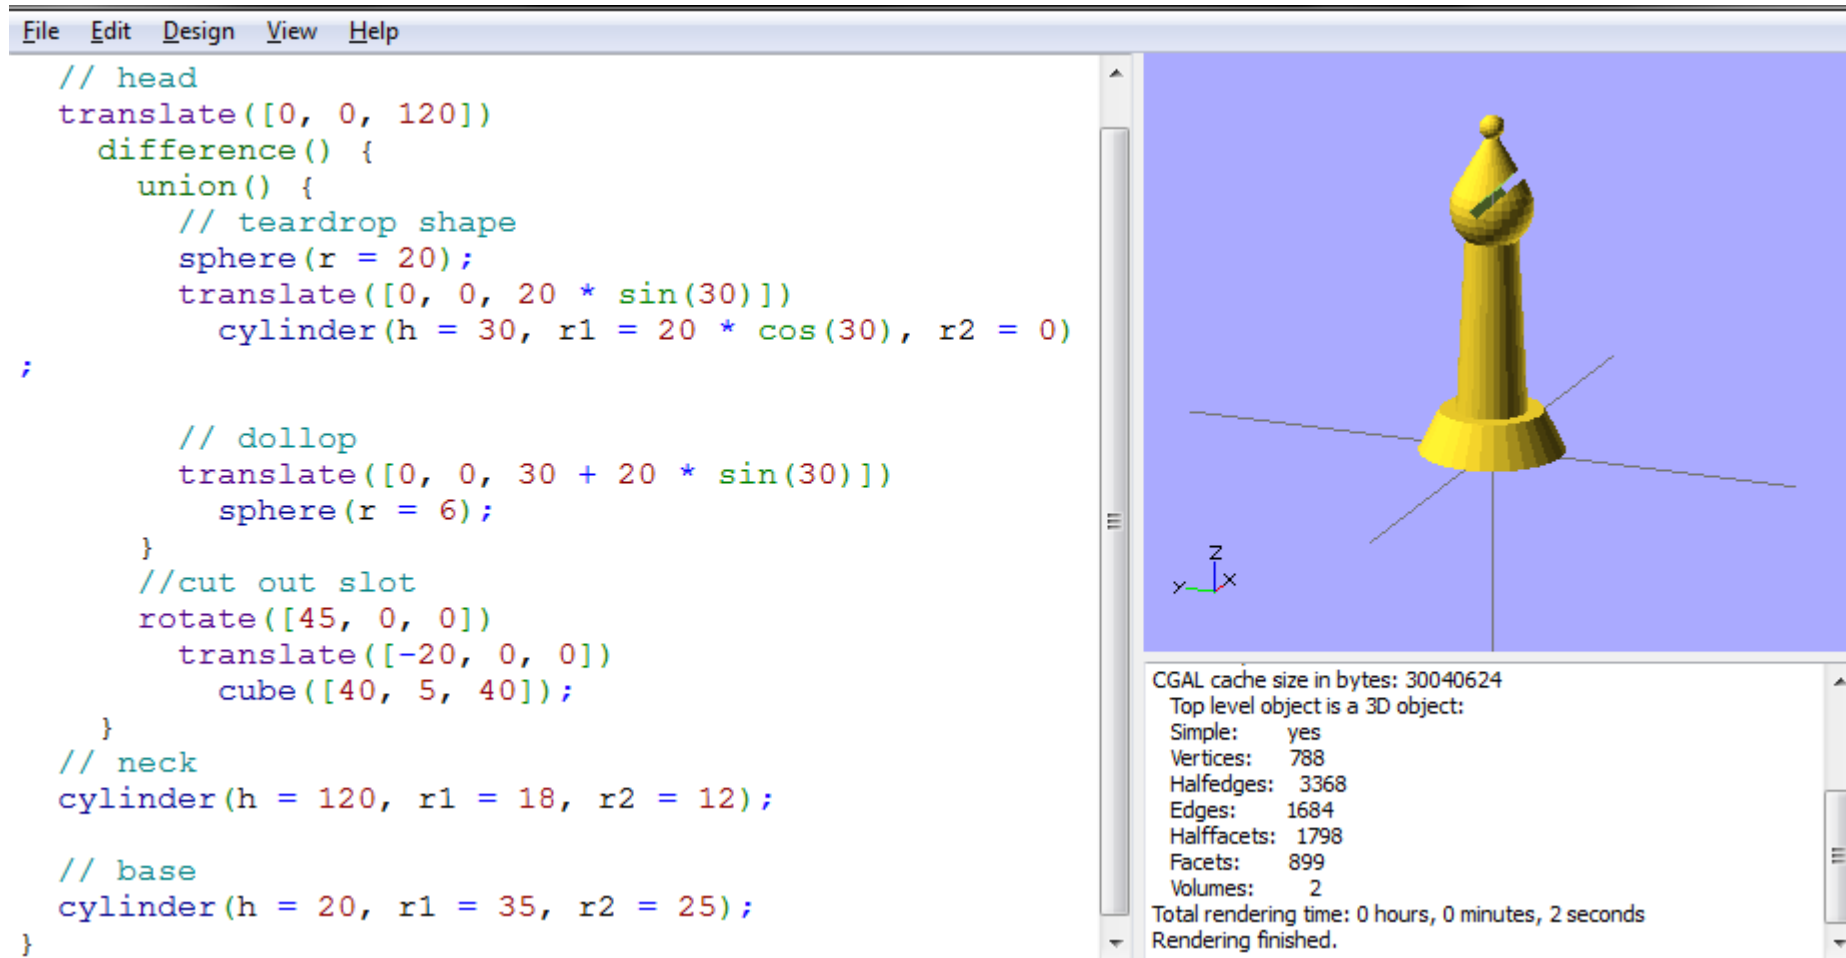 File Edit Design View Help
// head
translate([0, 0, 120])
difference() {
union() {
// teardrop shape
sphere(r = 20);
translate([0, 0, 20 * sin(30)])
cylinder(h = 30, r1 = 20 * cos(30), r2 = 0)
;
// dollop
translate([0, 0, 30 + 20 * sin(30)])
sphere(r = 6);
}
//cut out slot
rotate([45, 0, 0])
translate([-20, 0, 0])
cube([40, 5, 40]);
}
// neck
cylinder(h = 120, r1 = 18, r2 = 12);
// base
cylinder(h = 20, r1 = 35, r2 = 25);
}
Z
Y X
CGAL cache size in bytes: 30040624
Top level object is a 3D object:
Simple: yes
Vertices: 788
Halfedges: 3368
Edges: 1684
Halffacets: 1798
Facets: 899
Volumes: 2
Total rendering time: 0 hours, 0 minutes, 2 seconds
Rendering finished.